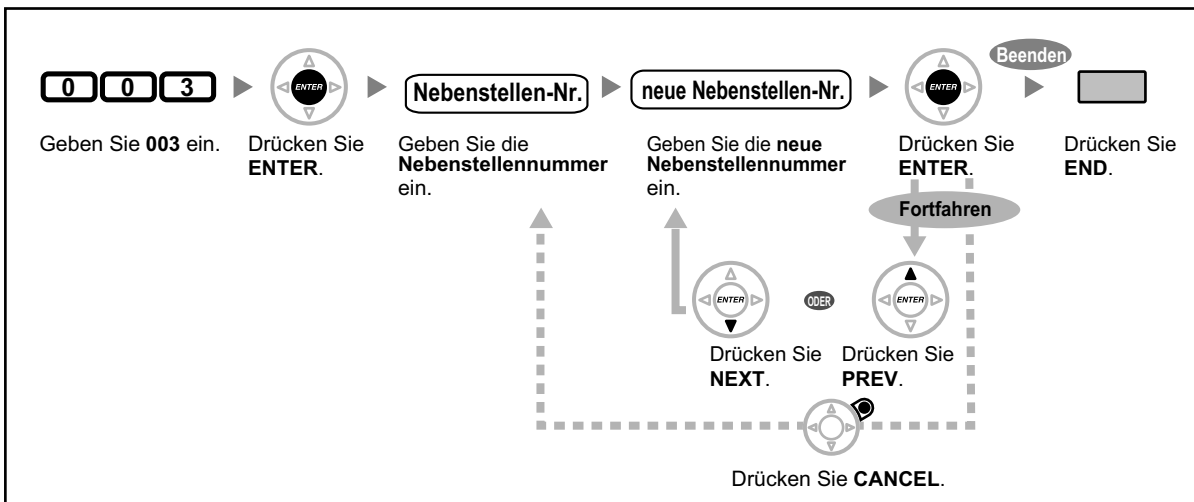 Beenden
0 0 3
ENTER
Nebenstellen-Nr.
neue Nebenstellen-Nr.
ENTER
Geben Sie 003 ein.
Drücken Sie
ENTER.
Geben Sie die
Nebenstellennummer
ein.
Geben Sie die neue
Nebenstellennummer
ein.
Drücken Sie
ENTER.
Drücken Sie
END.
Fortfahren
ENTER
ODER
ENTER
Drücken Sie
NEXT.
Drücken Sie
PREV.
Drücken Sie CANCEL.